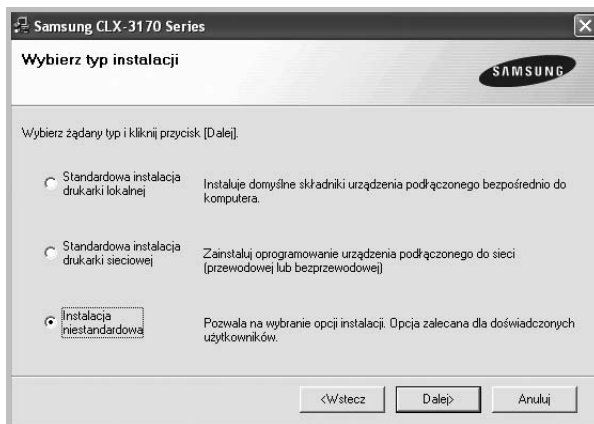 Samsung CLX-3170 Series
Wybierz typ instalacji
SAMSUNG
Wybierz żądany typ i kliknij przycisk [Dalej].
Standardowa instalacja
drukarki lokalnej
Instaluje domyślne składniki urządzenia podłączonego bezpośrednio do
komputera.
Standardowa instalacja
drukarki sieciowej
Zainstaluj oprogramowanie urządzenia podłączonego do sieci
(przewodowej lub bezprzewodowej)
Instalacja
niestandardowa
Pozwala na wybranie opcji instalacji. Opcja zalecana dla doświadczonych
użytkowników.
<Wstecz
Dalej>
Anuluj